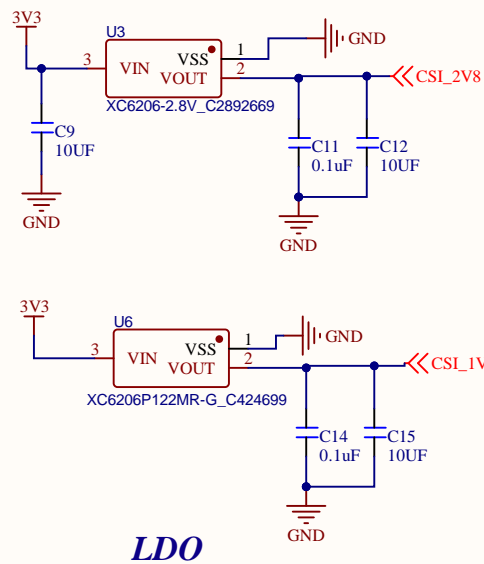 3V3
U3
3
VIN
VSS
1
VOUT
2
GND
CSI_2V8
XC6206-2.8V_C2892669
C9
10UF
GND
C11
0.1uF
C12
10UF
GND
3V3
U6
3
VIN
VSS
1
VOUT
2
GND
CSI_1V
XC6206P122MR-G_C424699
C14
0.1uF
C15
10UF
GND
LDO